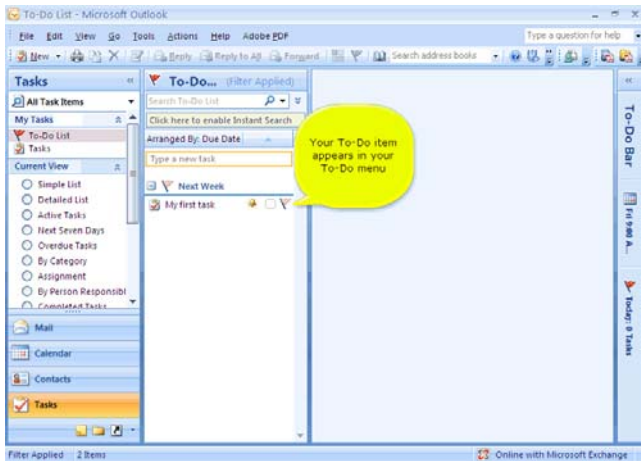 To-Do List - Microsoft Outlook
File Edit View Go Tools Actions Help Adobe PDF
Type a question for help
New Reply Reply to All Forward Search address books
Tasks
All Task Items
My Tasks
To-Do List
Tasks
Current View
Simple List
Detailed List
Active Tasks
Next Seven Days
Overdue Tasks
By Category
Assignment
By Person Responsibl
Completed Tasks
Mail
Calendar
Contacts
Tasks
To-Do... (Filter Applied)
Search To-Do List
Click here to enable Instant Search
Arranged By: Due Date
Type a new task
Next Week
My first task
Your To-Do item
appears in your
To-Do menu
To-Do Bar
Fri 9:00 A...
Today: 0 Tasks
Filter Applied 2 Items
Online with Microsoft Exchange